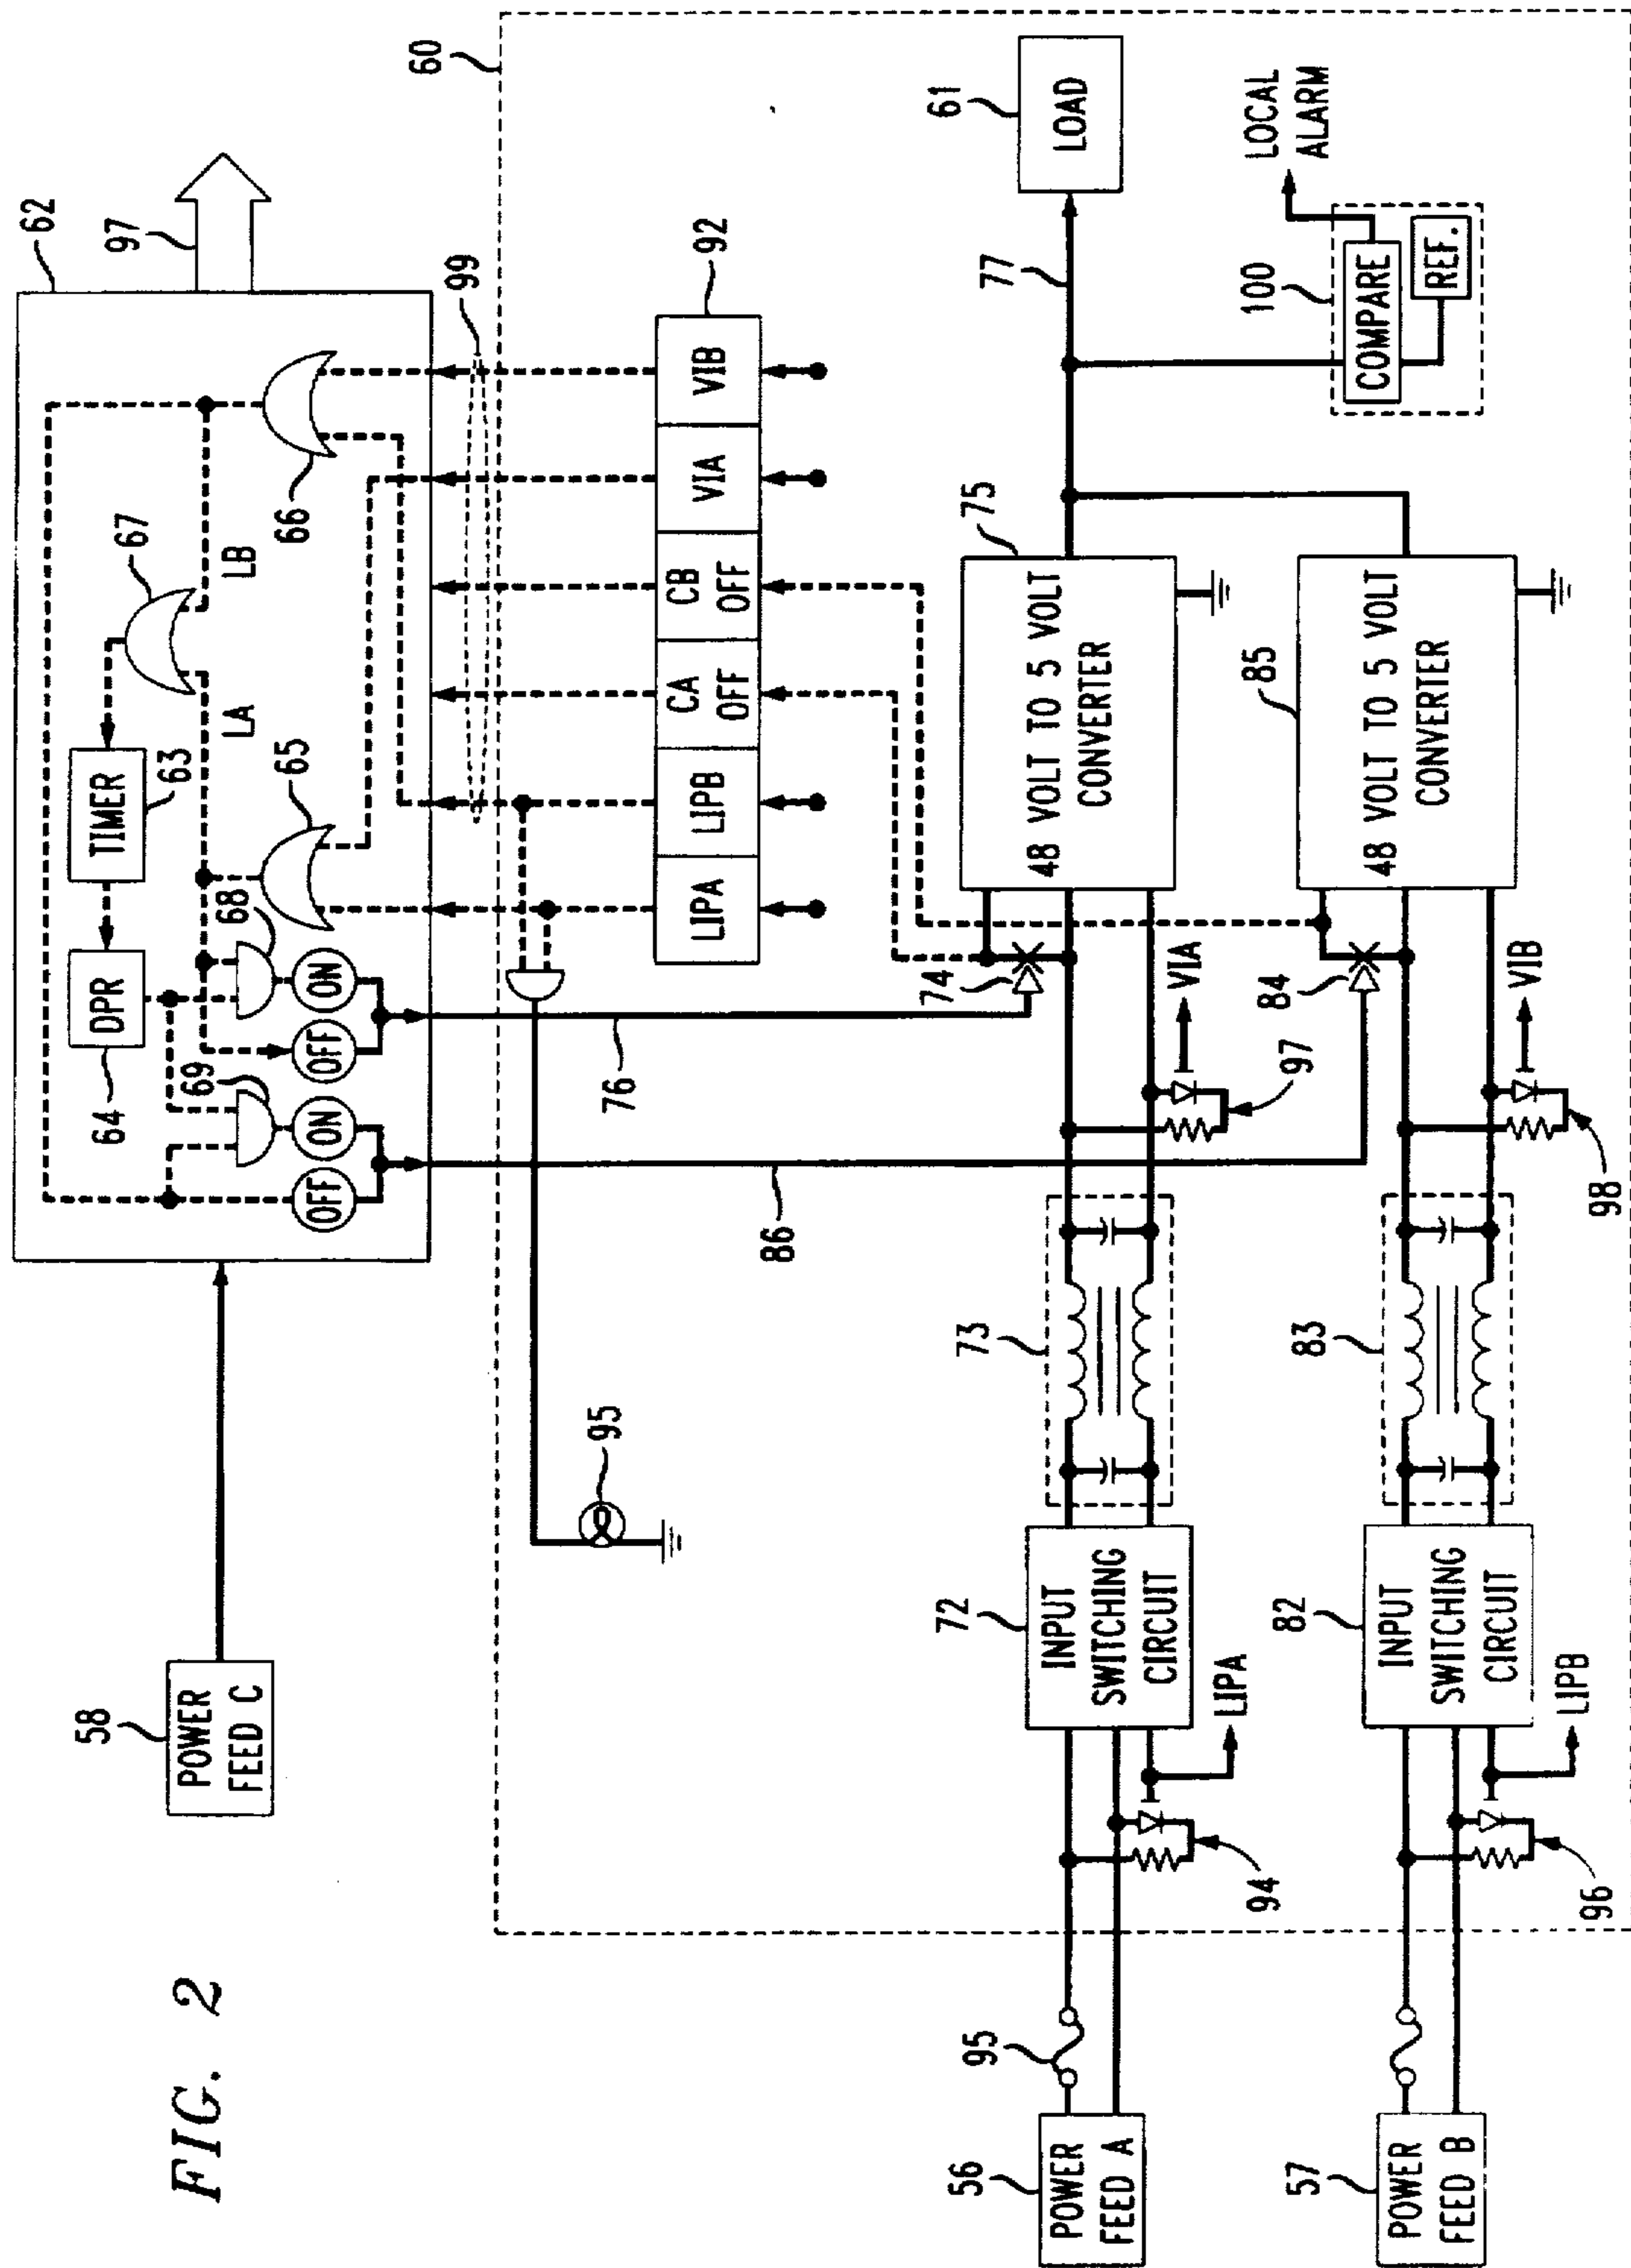 FIG. 2
58
POWER
FEED C
62
97
DPR
64
TIMER
63
67
LA
LB
65
66
68
69
OFF
ON
OFF
ON
99
60
95
76
86
92
LIPA
LIPB
CA
OFF
CB
OFF
VIA
VIB
56
POWER
FEED A
95
94
LIPA
72
INPUT
SWITCHING
CIRCUIT
73
97
VIA
74
75
48 VOLT TO 5 VOLT
CONVERTER
77
61
LOAD
100
COMPARE
REF.
LOCAL
ALARM
57
POWER
FEED B
96
LIPB
82
INPUT
SWITCHING
CIRCUIT
83
98
VIB
84
85
48 VOLT TO 5 VOLT
CONVERTER